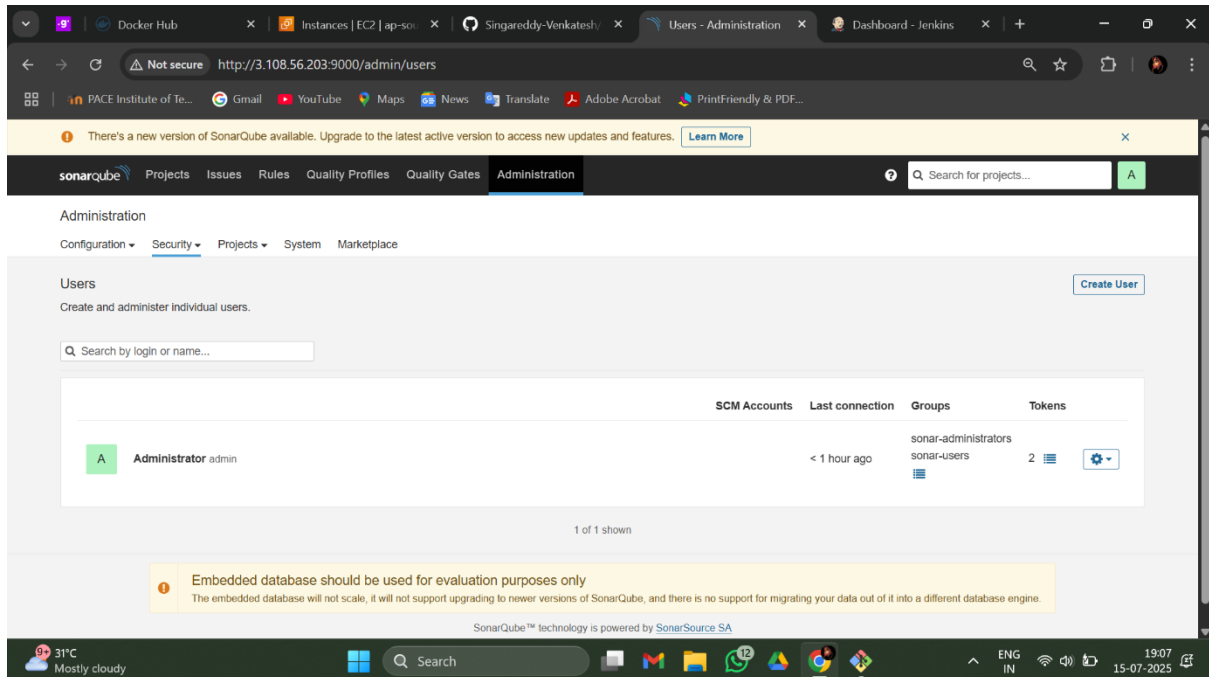 Docker Hub
Instances | EC2 | ap-sou
Singareddy-Venkatesh/
Users - Administration
Dashboard - Jenkins
Not secure http://3.108.56.203:9000/admin/users
PACE Institute of Te... Gmail YouTube Maps News Translate Adobe Acrobat PrintFriendly & PDF...
There's a new version of SonarQube available. Upgrade to the latest active version to access new updates and features. Learn More
sonarqube Projects Issues Rules Quality Profiles Quality Gates Administration Search for projects... A
Administration
Configuration Security Projects System Marketplace
Users Create User
Create and administer individual users.
Search by login or name...
SCM Accounts Last connection Groups Tokens
sonar-administrators
A Administrator admin < 1 hour ago sonar-users 2
1 of 1 shown
Embedded database should be used for evaluation purposes only
The embedded database will not scale, it will not support upgrading to newer versions of SonarQube, and there is no support for migrating your data out of it into a different database engine.
SonarQube™ technology is powered by SonarSource SA
9+ 31°C Search 12 ENG 19:07
Mostly cloudy IN 15-07-2025